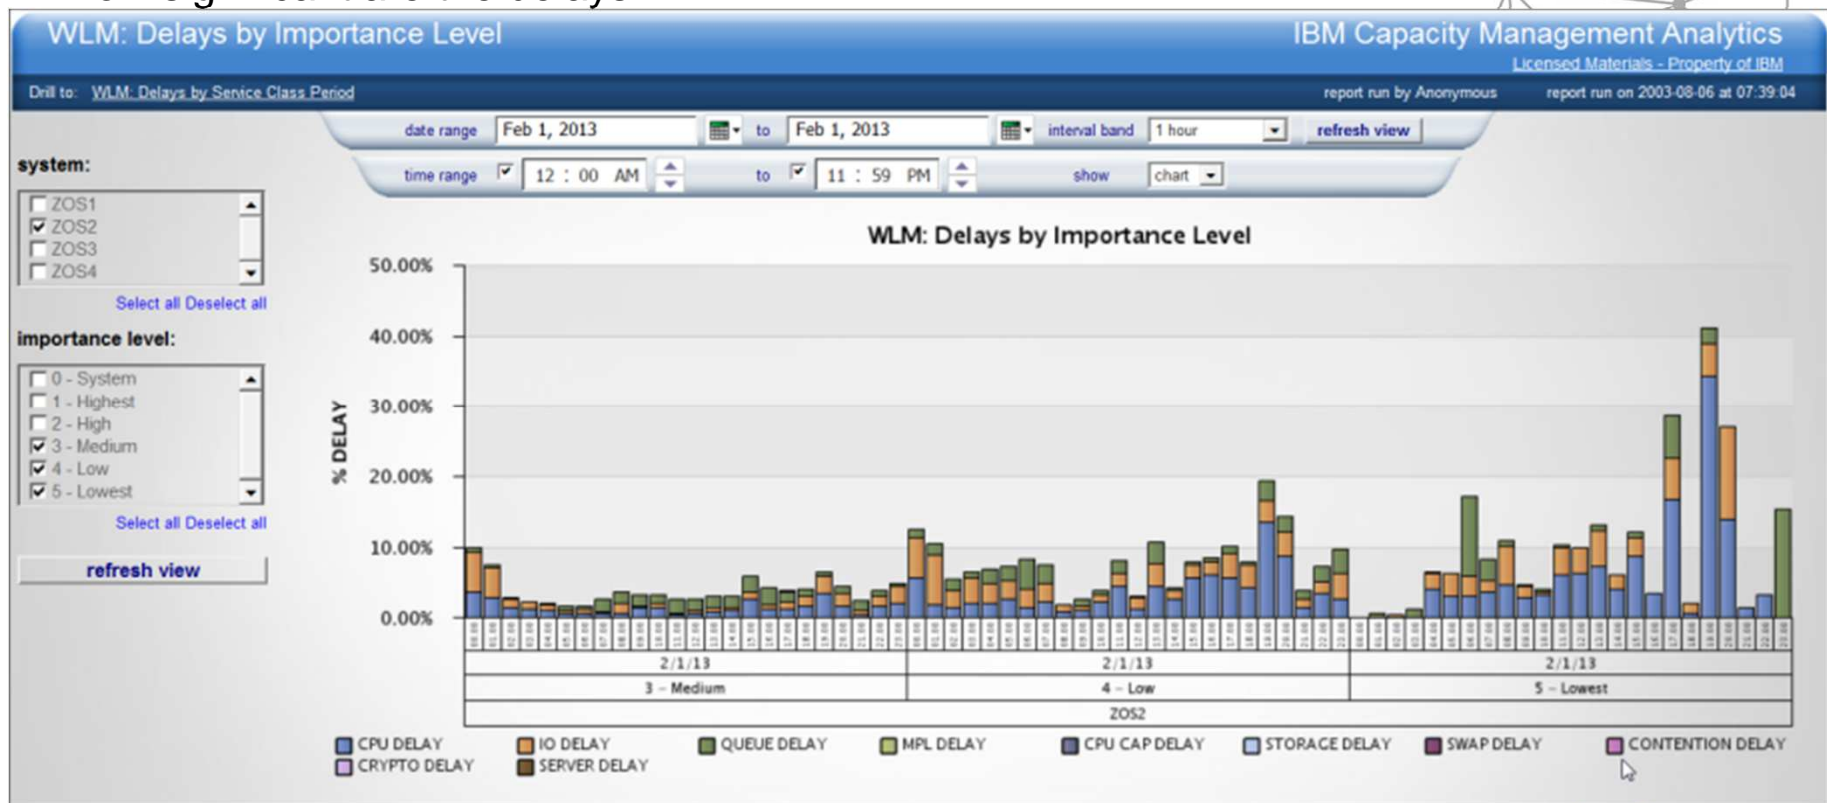 WLM: Delays by Importance Level
IBM Capacity Management Analytics
Licensed Materials - Property of IBM
Drill to: WLM: Delays by Service Class Period
report run by Anonymous report run on 2003-08-06 at 07:39:04
date range Feb 1, 2013 to Feb 1, 2013 interval band 1 hour refresh view
time range 12 : 00 AM to 11 : 59 PM show chart
system:
ZOS1
ZOS2
ZOS3
ZOS4
Select all Deselect all
importance level:
0 - System
1 - Highest
2 - High
3 - Medium
4 - Low
5 - Lowest
Select all Deselect all
refresh view
WLM: Delays by Importance Level
% DELAY
50.00%
40.00%
30.00%
20.00%
10.00%
0.00%
2/1/13 2/1/13 2/1/13
3 - Medium 4 - Low 5 - Lowest
ZOS2
CPU DELAY IO DELAY QUEUE DELAY MPL DELAY CPU CAP DELAY STORAGE DELAY SWAP DELAY CONTENTION DELAY
CRYPTO DELAY SERVER DELAY